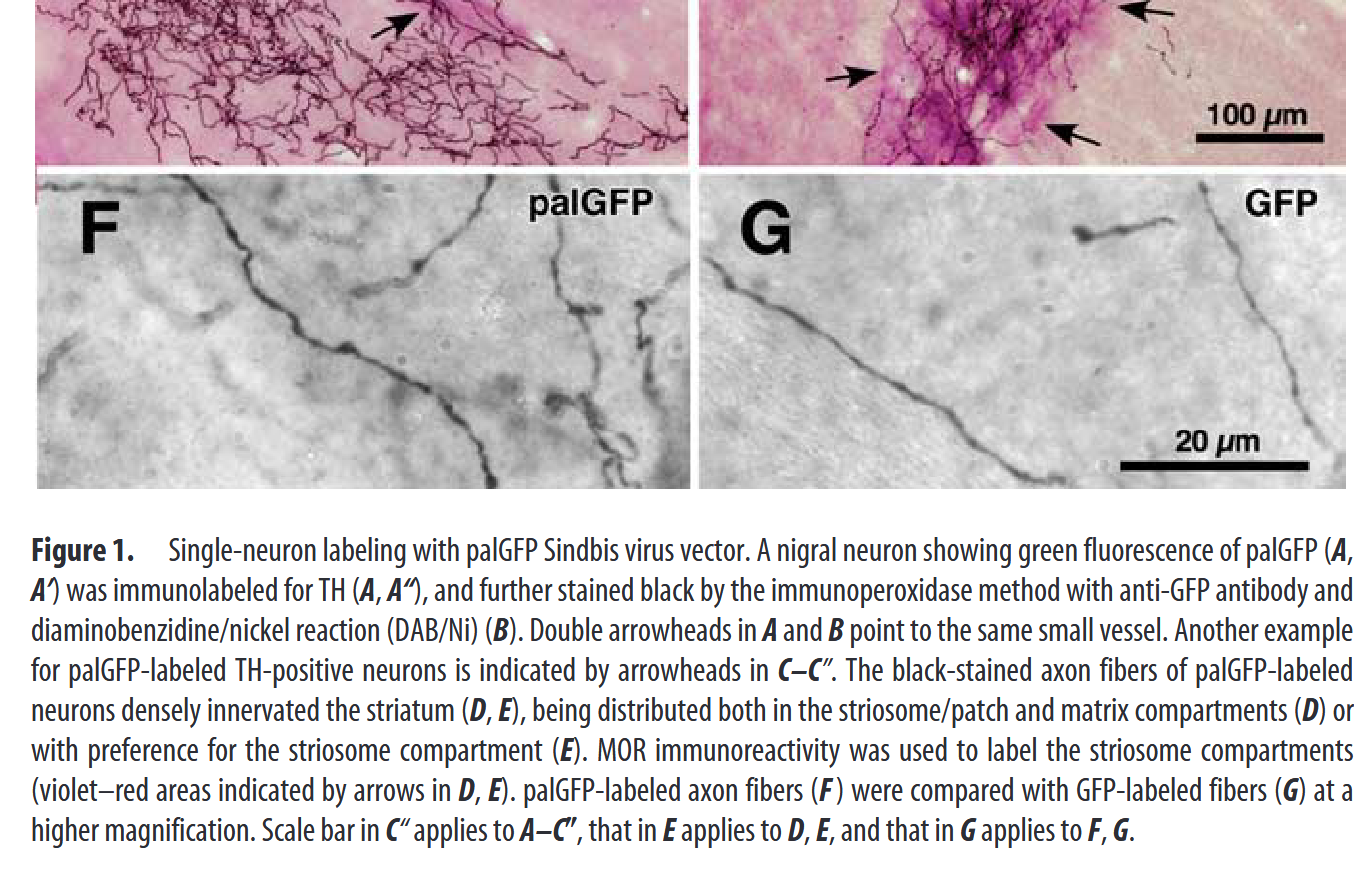 100 µm
F
palGFP
G
GFP
20 µm
Figure 1. Single-neuron labeling with palGFP Sindbis virus vector. A nigral neuron showing green fluorescence of palGFP (A,
A′) was immunolabeled for TH (A, A″), and further stained black by the immunoperoxidase method with anti-GFP antibody and
diaminobenzidine/nickel reaction (DAB/Ni) (B). Double arrowheads in A and B point to the same small vessel. Another example
for palGFP-labeled TH-positive neurons is indicated by arrowheads in C–C″. The black-stained axon fibers of palGFP-labeled
neurons densely innervated the striatum (D, E), being distributed both in the striosome/patch and matrix compartments (D) or
with preference for the striosome compartment (E). MOR immunoreactivity was used to label the striosome compartments
(violet–red areas indicated by arrows in D, E). palGFP-labeled axon fibers (F) were compared with GFP-labeled fibers (G) at a
higher magnification. Scale bar in C″ applies to A–C″, that in E applies to D, E, and that in G applies to F, G.